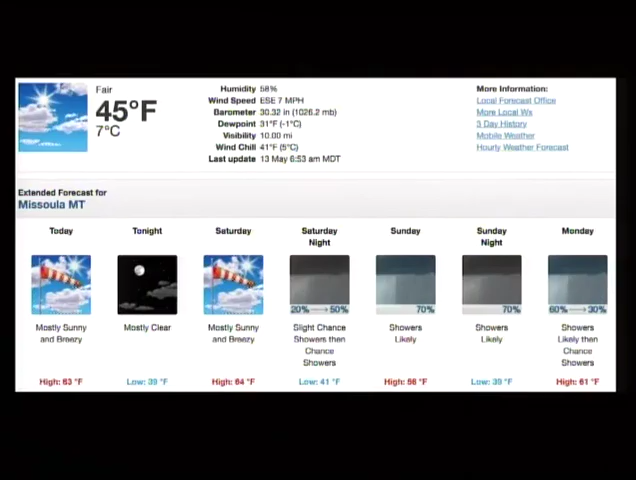 Fair
45°F
7°C
Humidity 58%
Wind Speed ESE 7 MPH
Barometer 30.32 in (1026.2 mb)
Dewpoint 31°F (-1°C)
Visibility 10.00 mi
Wind Chill 41°F (5°C)
Last update 13 May 6:53 am MDT
More Information:
Local Forecast Office
More Local Wx
3 Day History
Mobile Weather
Hourly Weather Forecast
Extended Forecast for
Missoula MT
Today Tonight Saturday Saturday Night Sunday Sunday Night Monday
20% 50% 70% 70% 60% 30%
Mostly Sunny and Breezy
Mostly Clear
Mostly Sunny and Breezy
Slight Chance Showers then Chance Showers
Showers Likely
Showers Likely
Showers Likely then Chance Showers
High: 63 °F Low: 39 °F High: 64 °F Low: 41 °F High: 56 °F Low: 39 °F High: 61 °F